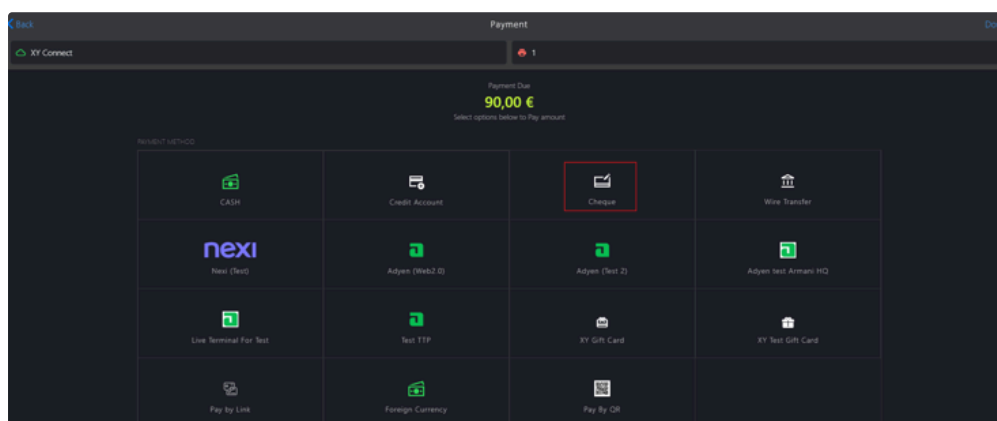 Back
Payment
Do
XY Connect
1
Payment Due
90,00 €
Select options below to Pay amount
PAYMENT METHOD
CASH
Credit Account
Cheque
Wire Transfer
nexi
Nexi (Test)
Adyen (Web2.0)
Adyen (Test 2)
Adyen test Armani HQ
Live Terminal For Test
Test TTP
XY Gift Card
XY Test Gift Card
Pay by Link
Foreign Currency
Pay By QR